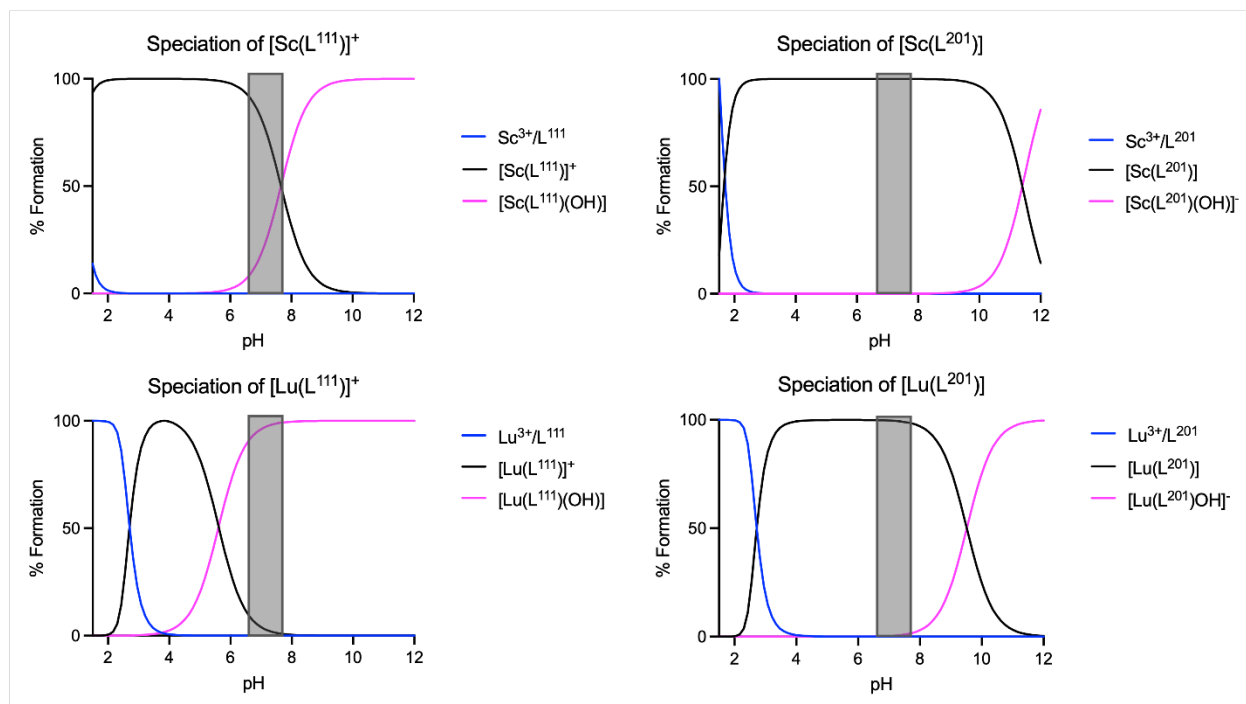 Speciation of [Sc(L¹¹¹)]⁺
100
50
0
% Formation
2 4 6 8 10 12
pH
Sc³⁺/L¹¹¹
[Sc(L¹¹¹)]⁺
[Sc(L¹¹¹)(OH)]
Speciation of [Sc(L²⁰¹)]
100
50
0
% Formation
2 4 6 8 10 12
pH
Sc³⁺/L²⁰¹
[Sc(L²⁰¹)]
[Sc(L²⁰¹)(OH)]⁻
Speciation of [Lu(L¹¹¹)]⁺
100
50
0
% Formation
2 4 6 8 10 12
pH
Lu³⁺/L¹¹¹
[Lu(L¹¹¹)]⁺
[Lu(L¹¹¹)(OH)]
Speciation of [Lu(L²⁰¹)]
100
50
0
% Formation
2 4 6 8 10 12
pH
Lu³⁺/L²⁰¹
[Lu(L²⁰¹)]
[Lu(L²⁰¹)OH]⁻